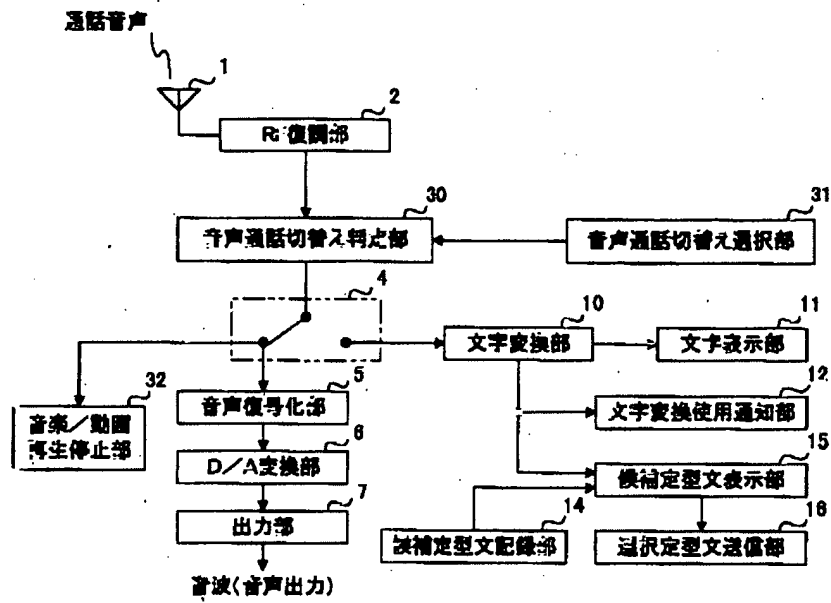 通話音声
1
2
RF復調部
30
31
音声通話切替え判定部
音声通話切替え選択部
4
10
11
文字変換部
文字表示部
32
5
12
音楽／動画
再生停止部
音声復号化部
文字変換使用通知部
6
15
D／A変換部
候補定型文表示部
7
14
16
出力部
候補定型文記録部
選択定型文送信部
音波(音声出力)